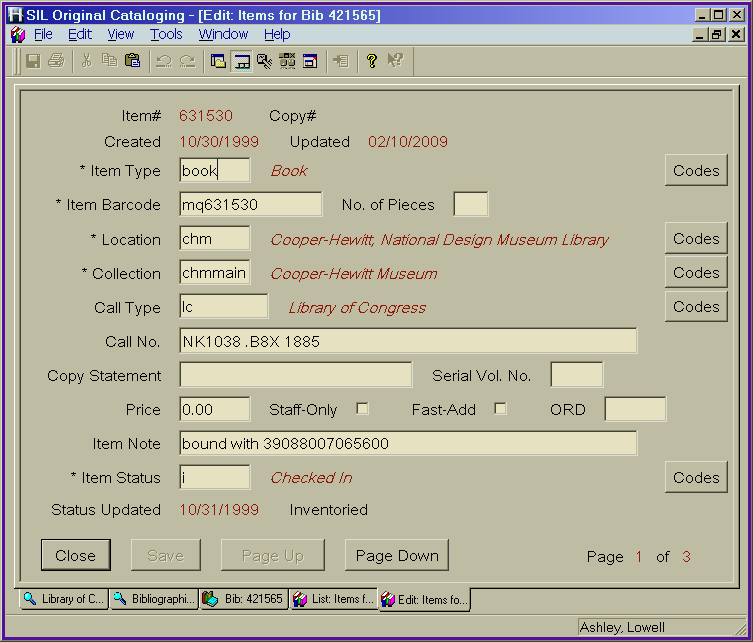 SIL Original Cataloging - [Edit: Items for Bib 421565]
File Edit View Tools Window Help
Item# 631530 Copy#
Created 10/30/1999 Updated 02/10/2009
* Item Type book Book Codes
* Item Barcode mq631530 No. of Pieces
* Location chm Cooper-Hewitt, National Design Museum Library Codes
* Collection chmmain Cooper-Hewitt Museum Codes
Call Type lc Library of Congress Codes
Call No. NK1038 .B8X 1885
Copy Statement Serial Vol. No.
Price 0.00 Staff-Only Fast-Add ORD
Item Note bound with 39088007065600
* Item Status i Checked In Codes
Status Updated 10/31/1999 Inventoried
Close Save Page Up Page Down Page 1 of 3
Library of C... Bibliographi... Bib: 421565 List: Items f... Edit: Items fo...
Ashley, Lowell